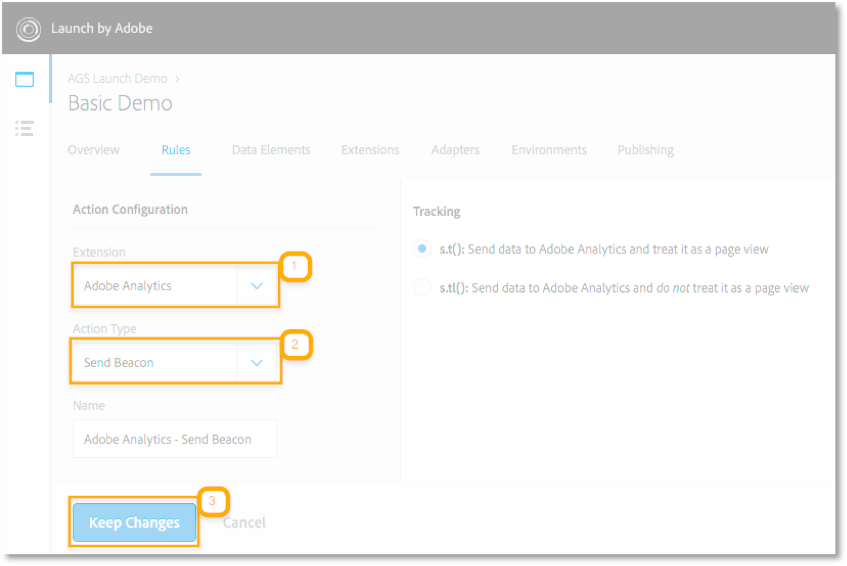 Launch by Adobe
AGS Launch Demo >
Basic Demo
Overview Rules Data Elements Extensions Adapters Environments Publishing
Action Configuration
Extension
Adobe Analytics
1
Action Type
Send Beacon
2
Name
Adobe Analytics - Send Beacon
Keep Changes
3
Cancel
Tracking
s.t(): Send data to Adobe Analytics and treat it as a page view
s.tl(): Send data to Adobe Analytics and do not treat it as a page view